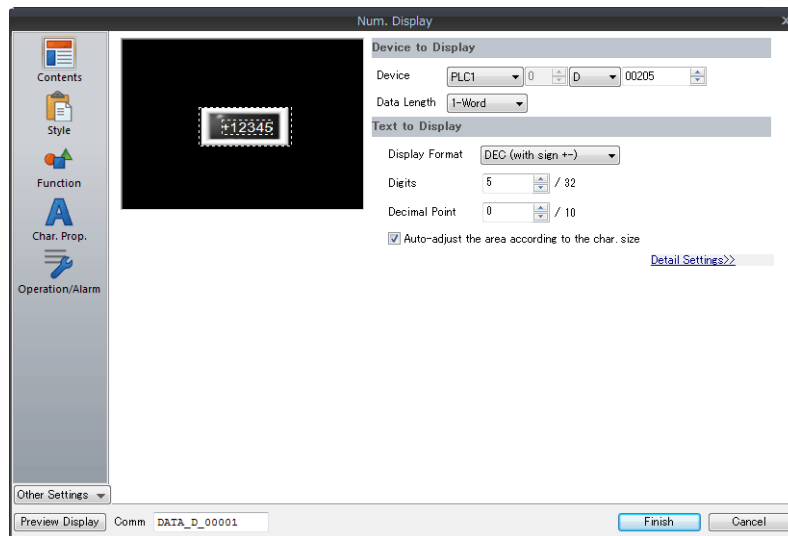 Num. Display
Contents
Style
Function
Char. Prop.
Operation/Alarm
Other Settings
+12345
Device to Display
Device PLC1 0 D 00205
Data Length 1-Word
Text to Display
Display Format DEC (with sign +-)
Digits 5 / 32
Decimal Point 0 / 10
Auto-adjust the area according to the char. size
Detail Settings>>
Preview Display Comm DATA_D_00001 Finish Cancel